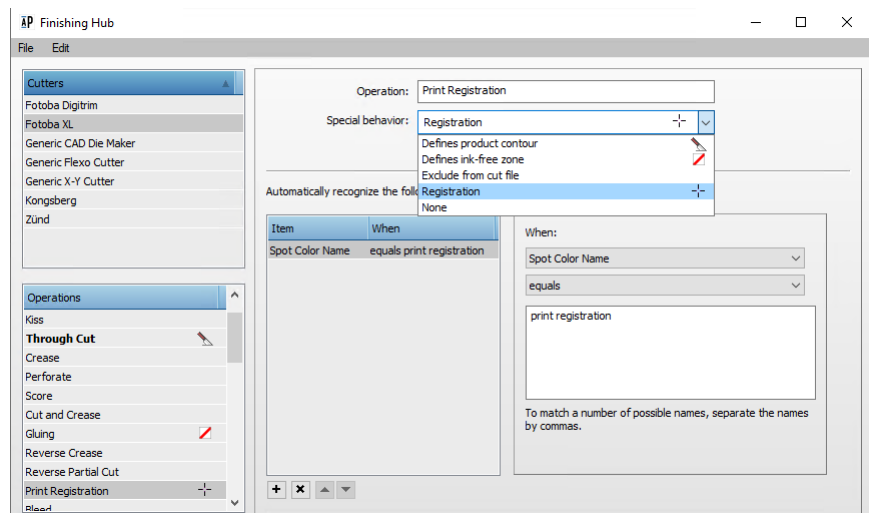 AP Finishing Hub
File Edit
Cutters
Fotoba Digitrim
Fotoba XL
Generic CAD Die Maker
Generic Flexo Cutter
Generic X-Y Cutter
Kongsberg
Zünd
Operations
Kiss
Through Cut
Crease
Perforate
Score
Cut and Crease
Gluing
Reverse Crease
Reverse Partial Cut
Print Registration
Bleed
Operation: Print Registration
Special behavior: Registration
Defines product contour
Defines ink-free zone
Exclude from cut file
Registration
None
Automatically recognize the
Item When
Spot Color Name equals print registration
When:
Spot Color Name
equals
print registration
To match a number of possible names, separate the names
by commas.